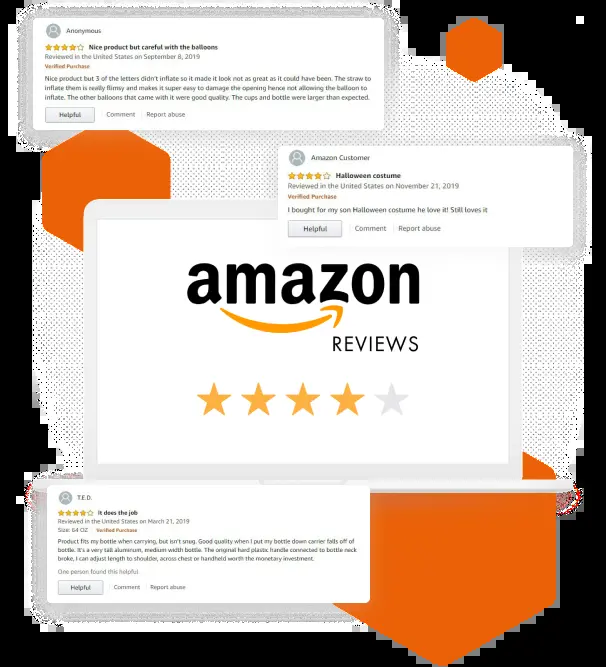 Anonymous
Nice product but careful with the balloons
Reviewed in the United States on September 8, 2019
Verified Purchase
Nice product but 3 of the letters didn't inflate so it made it look not as great as it could have been. The straw to
inflate them is really flimsy and makes it super easy to damage the opening hence not allowing the balloon to
inflate. The other balloons that came with it were good quality. The cups and bottle were larger than expected.
Helpful Comment Report abuse
Amazon Customer
Halloween costume
Reviewed in the United States on November 21, 2019
Verified Purchase
I bought for my son Halloween costume he love it! Still loves it
Helpful Comment Report abuse
amazon
REVIEWS
T.E.D.
It does the job
Reviewed in the United States on March 21, 2019
Size: 64 OZ Verified Purchase
Product fits my bottle when carrying, but isn't snug. Good quality when I put my bottle down carrier falls off of
bottle. It's a very tall aluminum, medium width bottle. The original hard plastic handle connected to bottle neck
broke, I can adjust length to shoulder, across chest or handheld worth the monetary investment.
One person found this helpful
Helpful Comment Report abuse